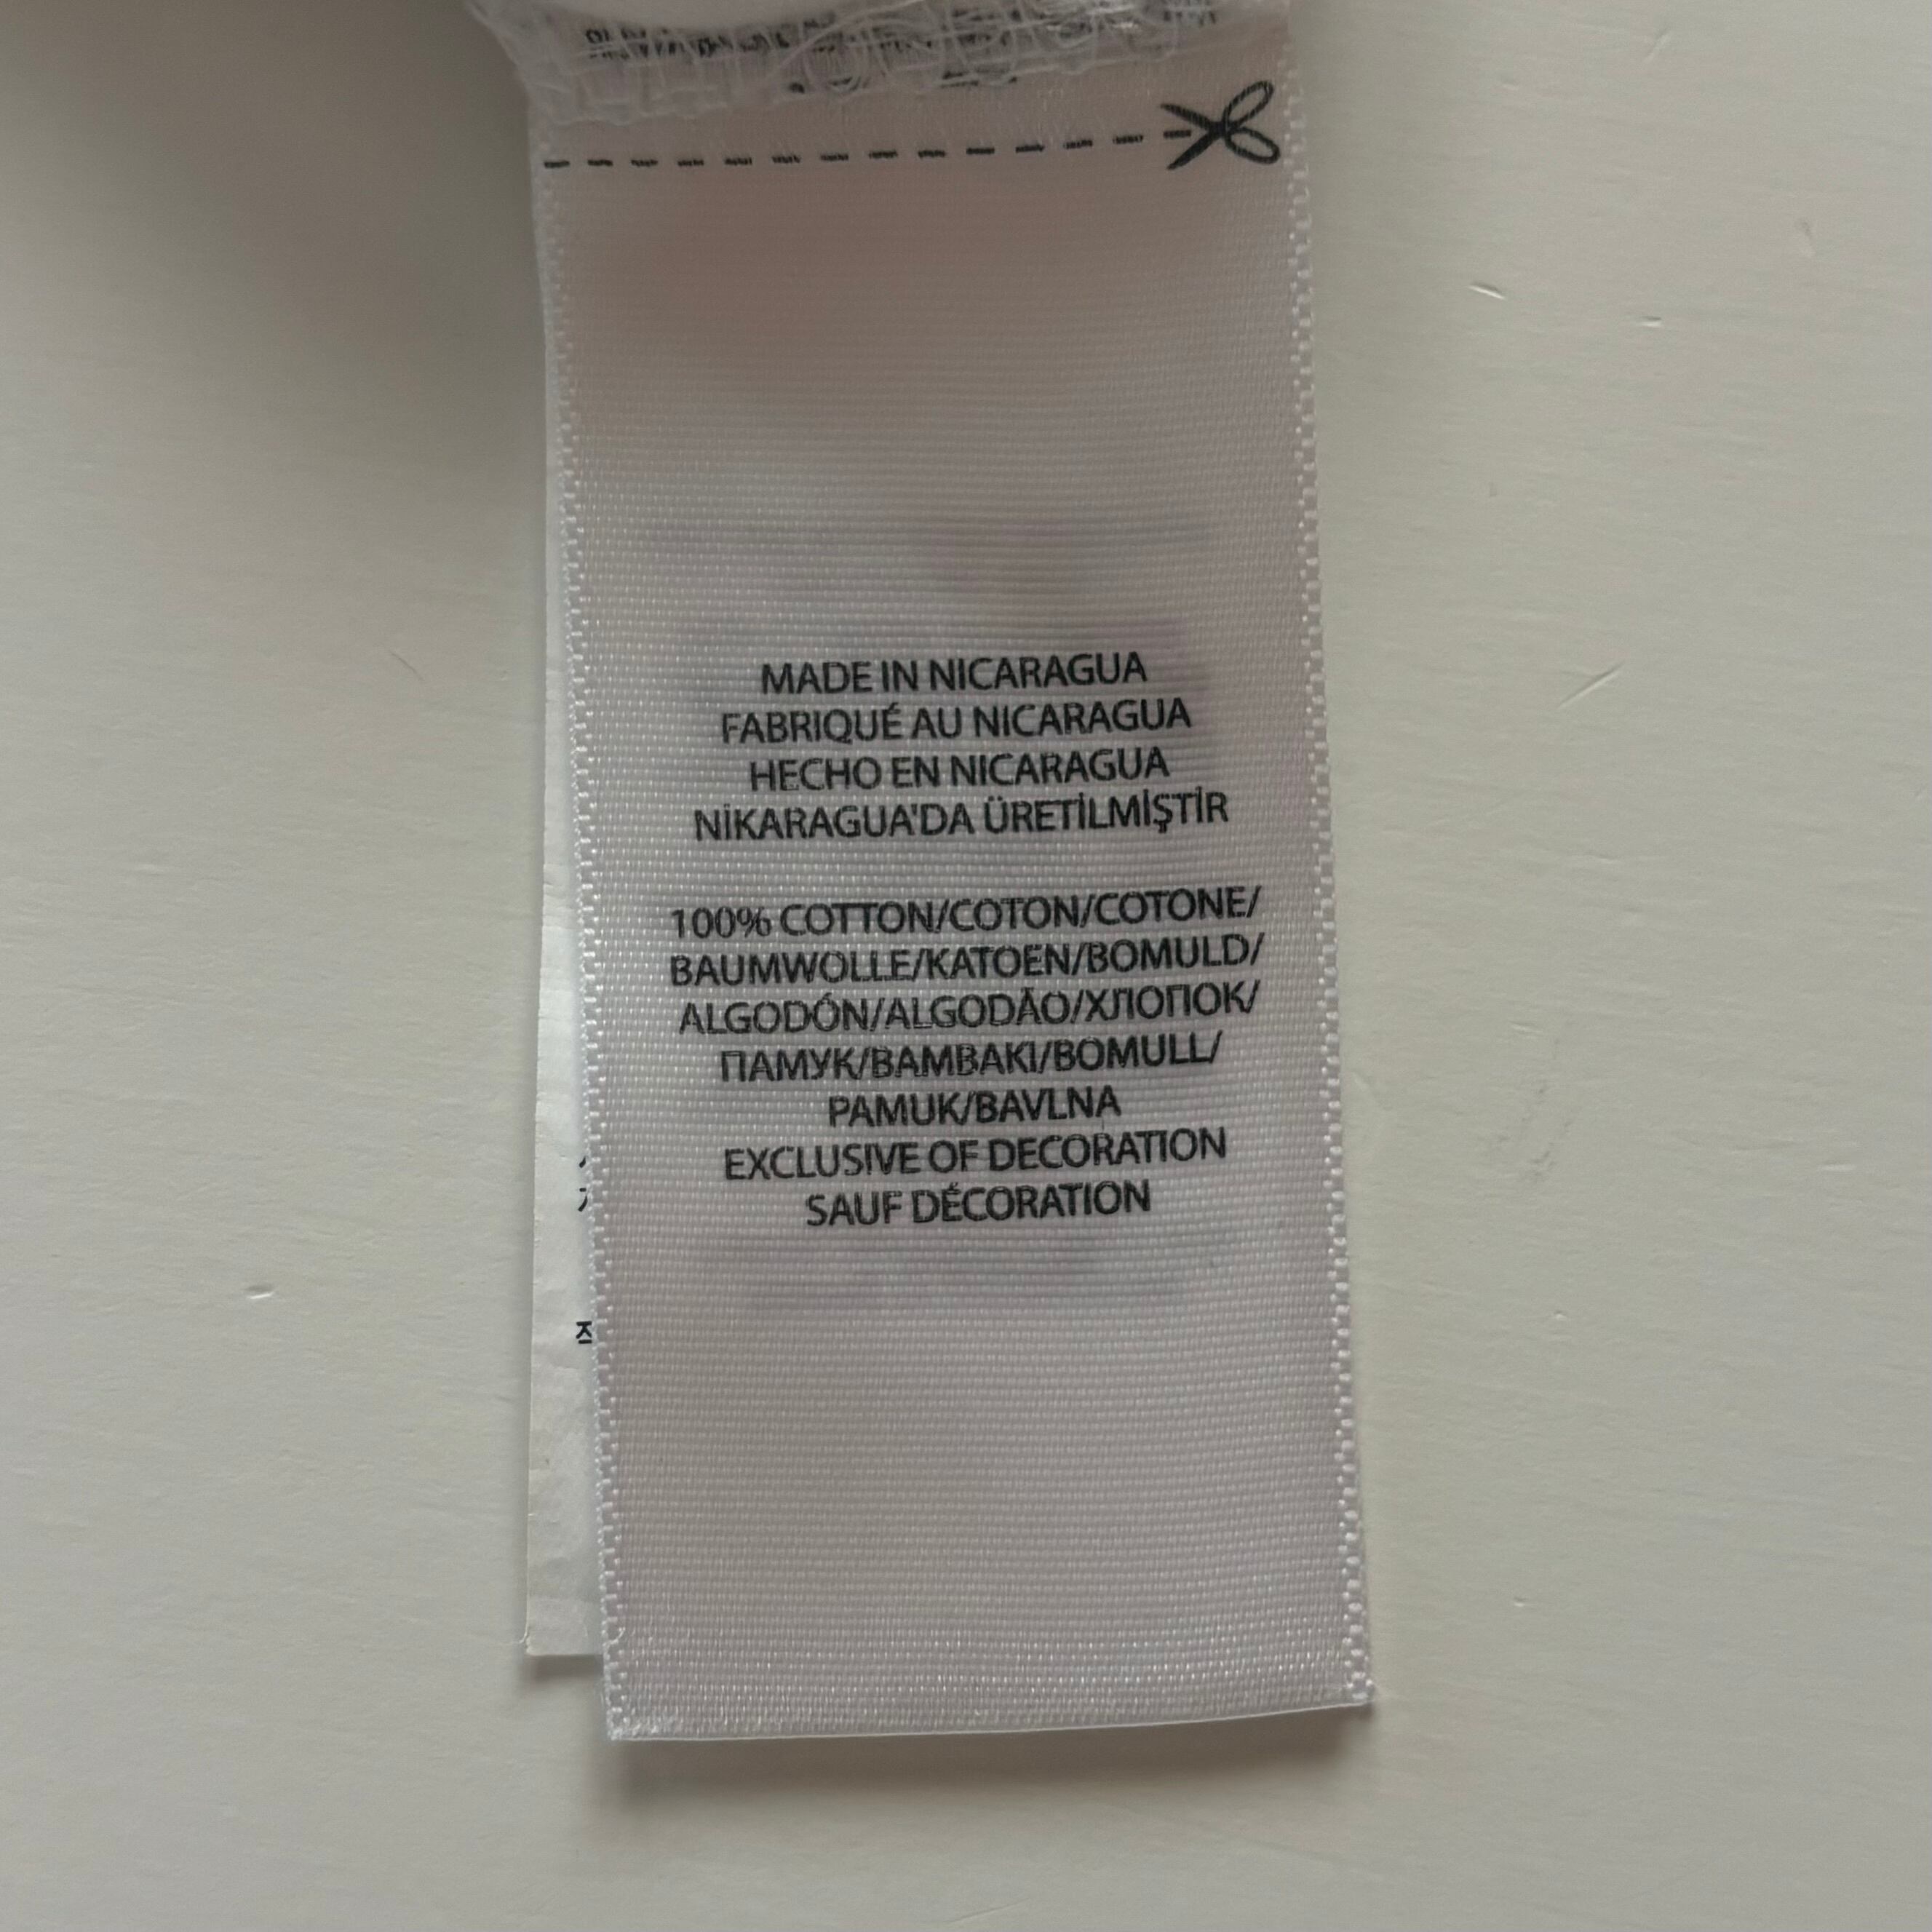 MADE IN NICARAGUA
FABRIQUÉ AU NICARAGUA
HECHO EN NICARAGUA
NİKARAGUA'DA ÜRETİLMİŞTİR
100% COTTON/COTON/COTONE/
BAUMWOLLE/KATOEN/BOMULD/
ALGODÓN/ALGODÃO/ХЛОПОК/
ПАМУК/BAMBAKI/BOMULL/
PAMUK/BAVLNA
EXCLUSIVE OF DECORATION
SAUF DÉCORATION